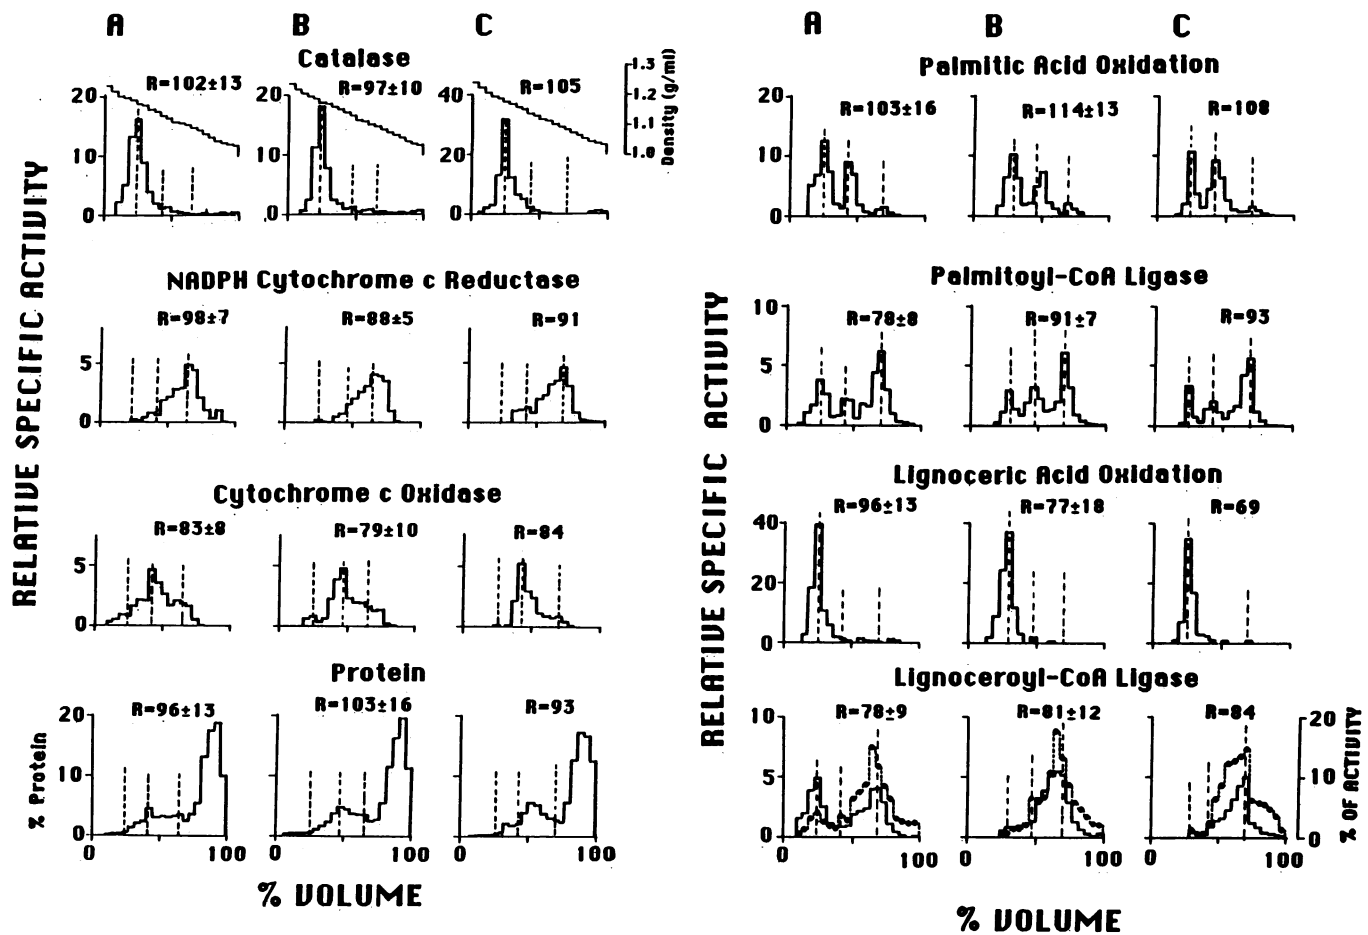 A B C
Catalase
R=102±13 R=97±10 R=105
20 10 0
20 10 0
40 20 0
1.3 1.2 1.1 1.0
Density (g/ml)
NADPH Cytochrome c Reductase
R=98±7 R=88±5 R=91
5 0
Cytochrome c Oxidase
R=83±8 R=79±10 R=84
5 0
Protein
R=96±13 R=103±16 R=93
20 10 0
% Protein
0 0 100 100
% VOLUME
RELATIVE SPECIFIC ACTIVITY
A B C
Palmitic Acid Oxidation
R=103±16 R=114±13 R=108
20 10 0
Palmitoyl-CoA Ligase
R=78±8 R=91±7 R=93
10 5 0
Lignoceric Acid Oxidation
R=96±13 R=77±18 R=69
40 20 0
Lignoceroyl-CoA Ligase
R=78±9 R=81±12 R=84
10 5 0
20 10 0
% OF ACTIVITY
0 100 0 100 0 100
% VOLUME
RELATIVE SPECIFIC ACTIVITY